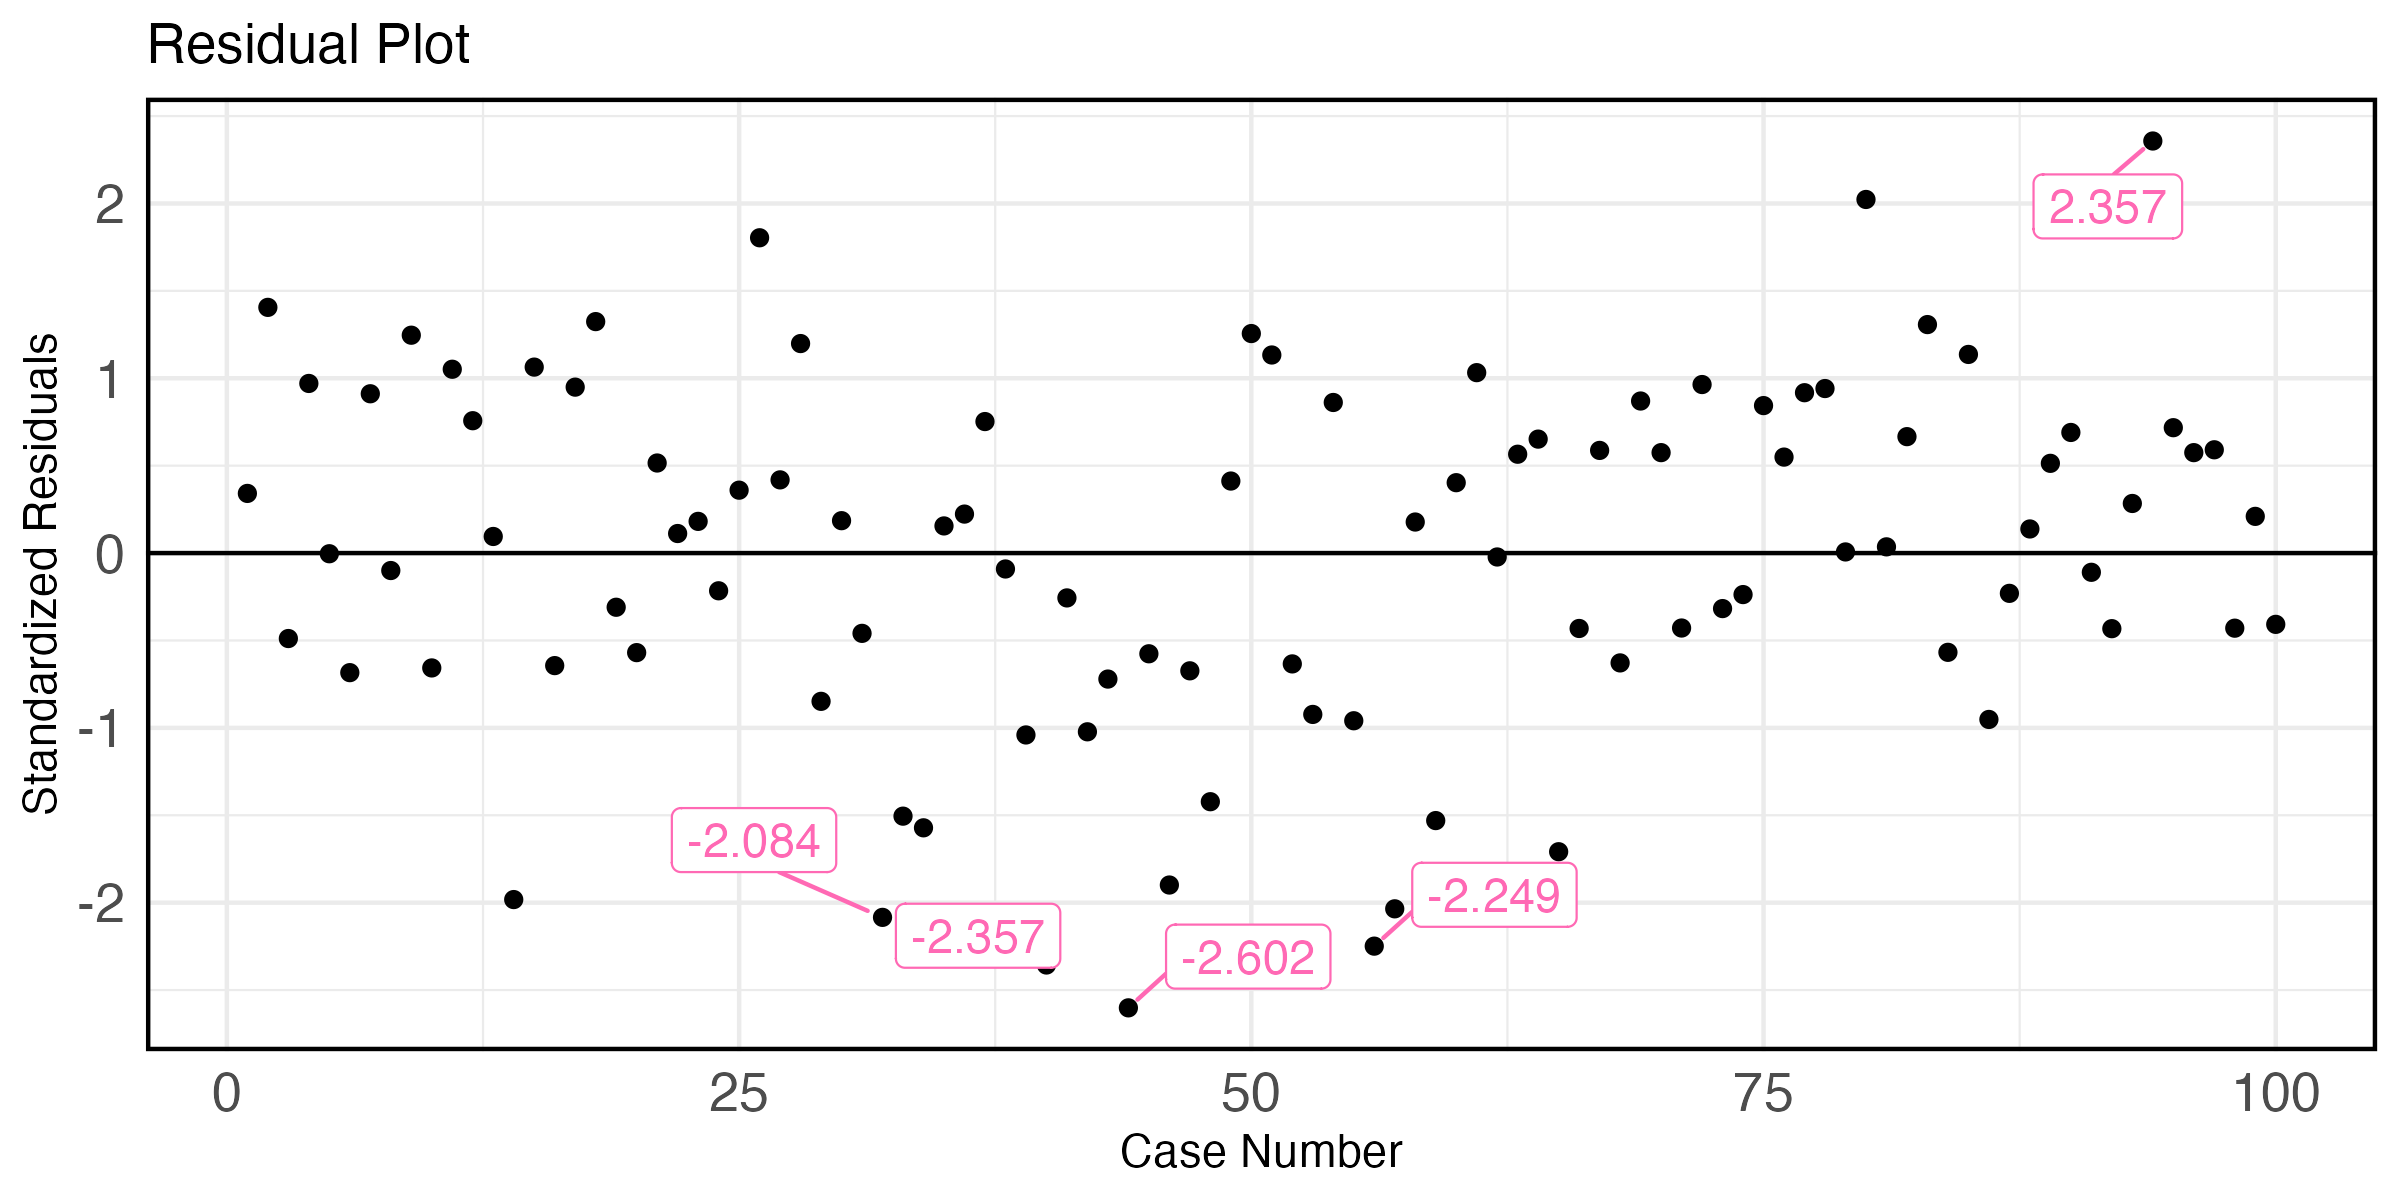 Residual Plot
Standardized Residuals
2
1
0
-1
-2
2.357
-2.084
-2.249
-2.357
-2.602
0 25 50 75 100
Case Number